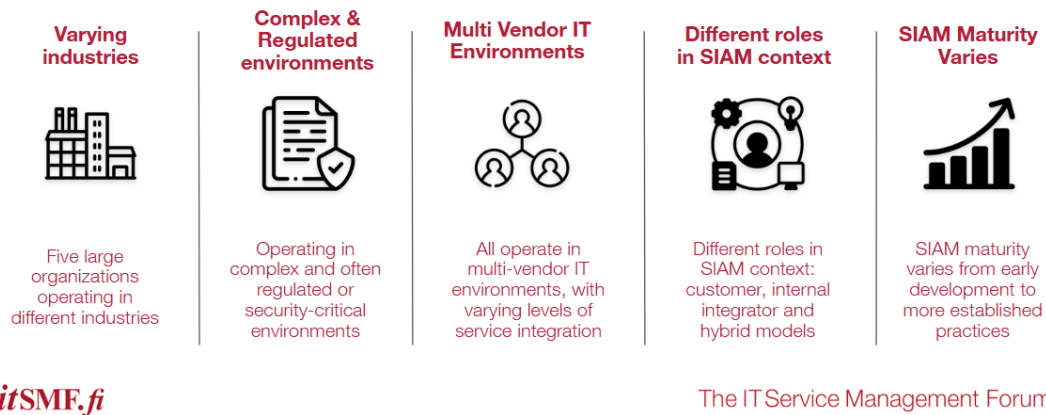 Varying
industries
Five large
organizations
operating in
different industries
Complex &
Regulated
environments
Operating in
complex and often
regulated or
security-critical
environments
Multi Vendor IT
Environments
All operate in
multi-vendor IT
environments, with
varying levels of
service integration
Different roles
in SIAM context
Different roles in
SIAM context:
customer, internal
integrator and
hybrid models
SIAM Maturity
Varies
SIAM maturity
varies from early
development to
more established
practices
itSMF.fi
The IT Service Management Forum